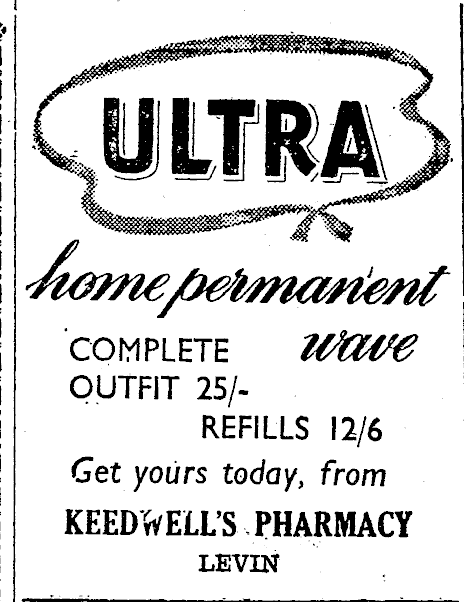 ULTRA
home permanent
wave
COMPLETE
OUTFIT 25/-
REFILLS 12/6
Get yours today, from
KEEDWELL'S PHARMACY
LEVIN